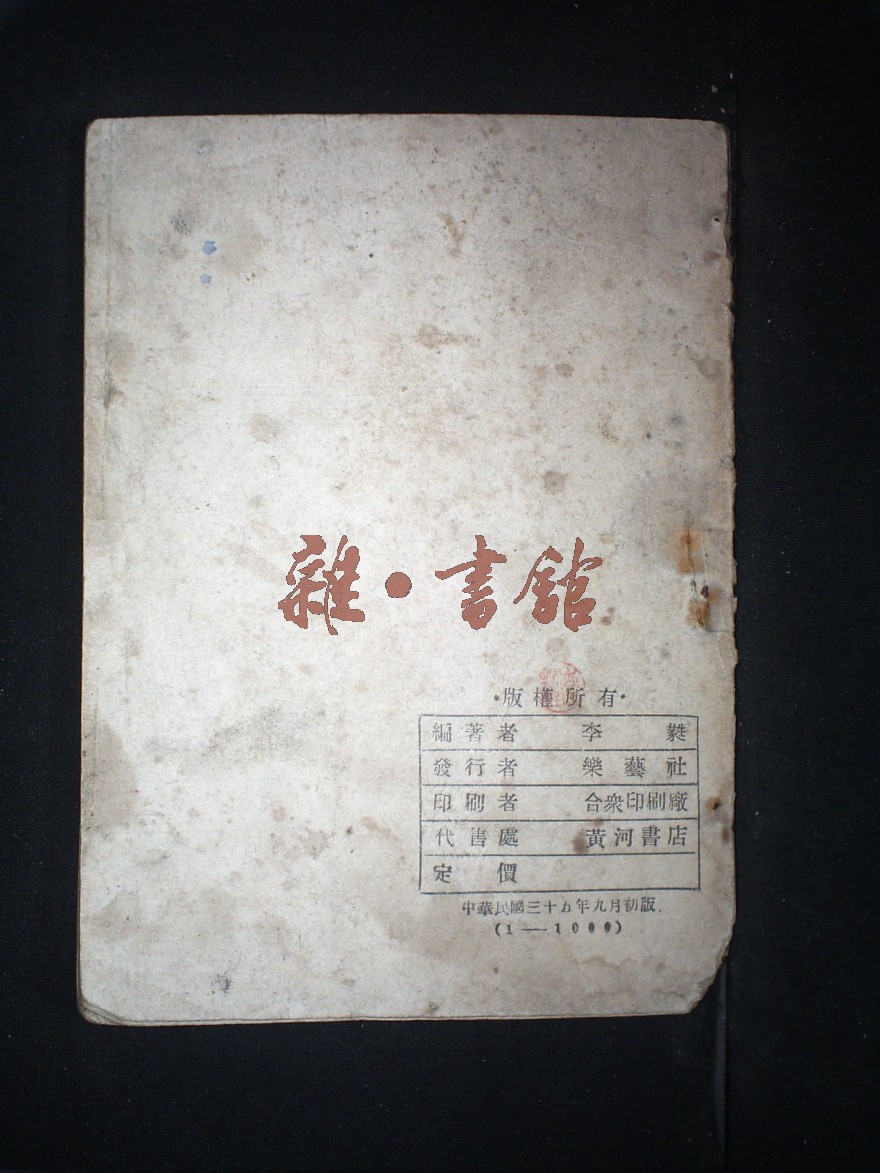 雜·書館
·版權所有·
編著者 李蕤
發行者 樂藝社
印刷者 合衆印刷廠
代售處 黃河書店
定價
中華民國三十五年九月初版
(1—1000)